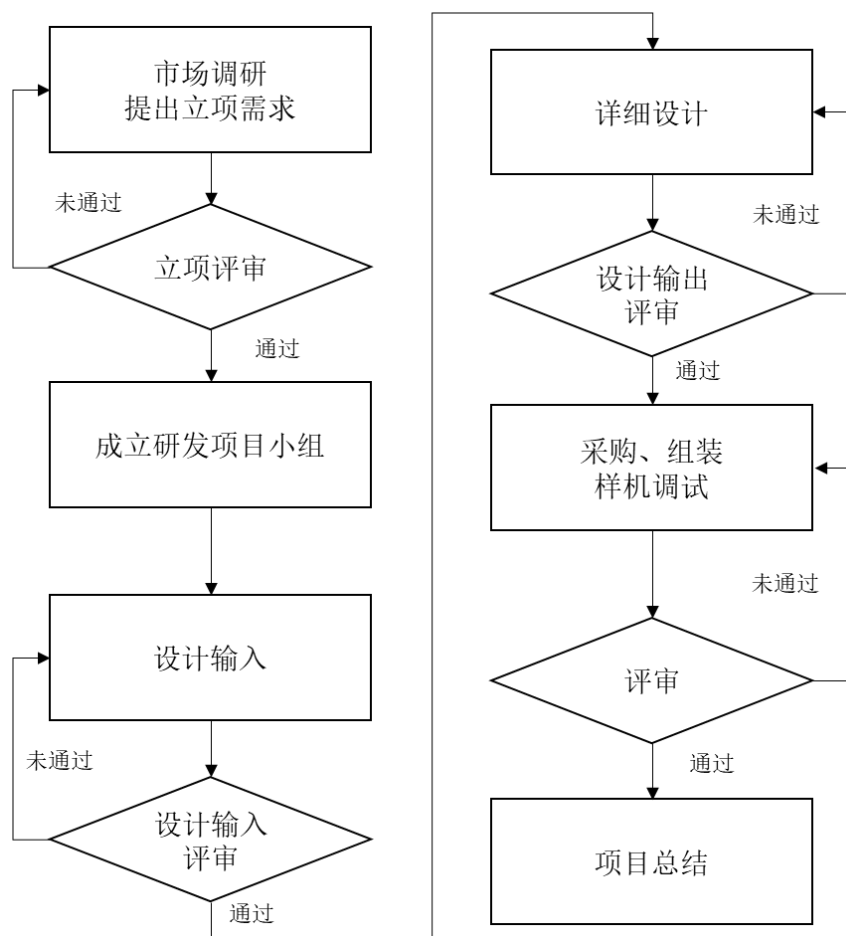 市场调研
提出立项需求
未通过
立项评审
通过
成立研发项目小组
设计输入
未通过
设计输入
评审
通过
详细设计
未通过
设计输出
评审
通过
采购、组装
样机调试
未通过
评审
通过
项目总结